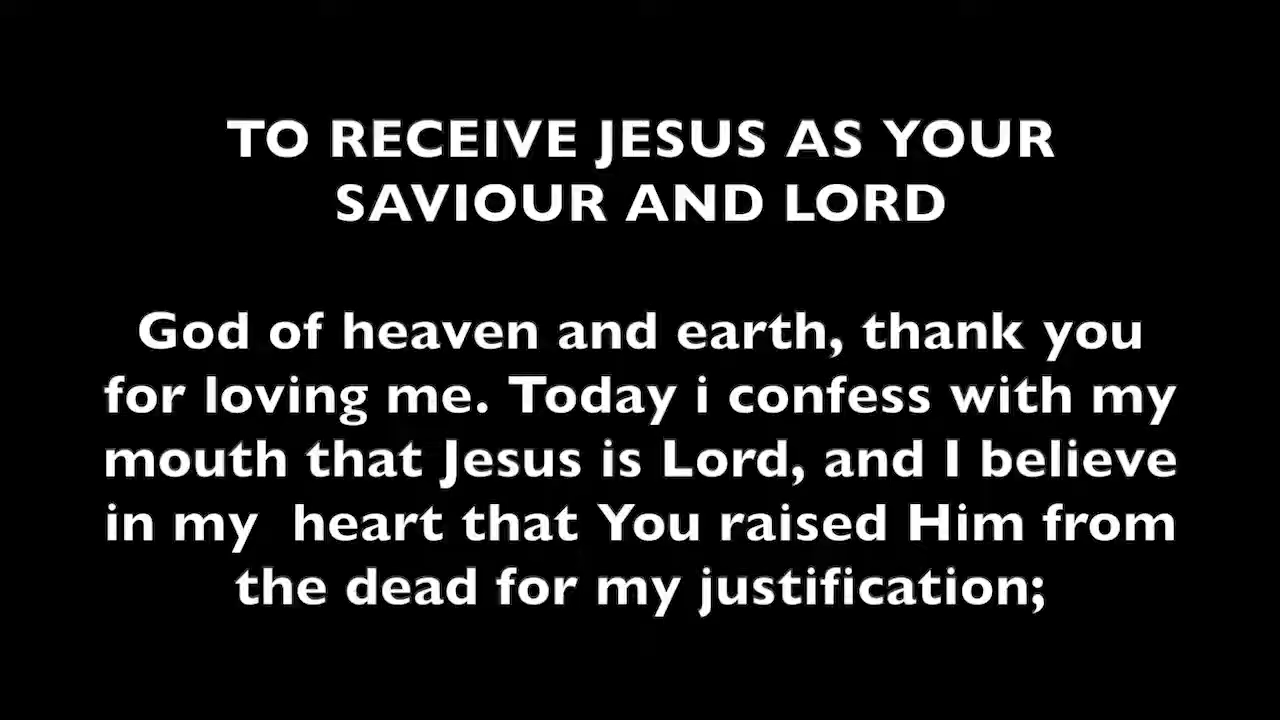 TO RECEIVE JESUS AS YOUR
SAVIOUR AND LORD
God of heaven and earth, thank you
for loving me. Today i confess with my
mouth that Jesus is Lord, and I believe
in my  heart that You raised Him from
the dead for my justification;